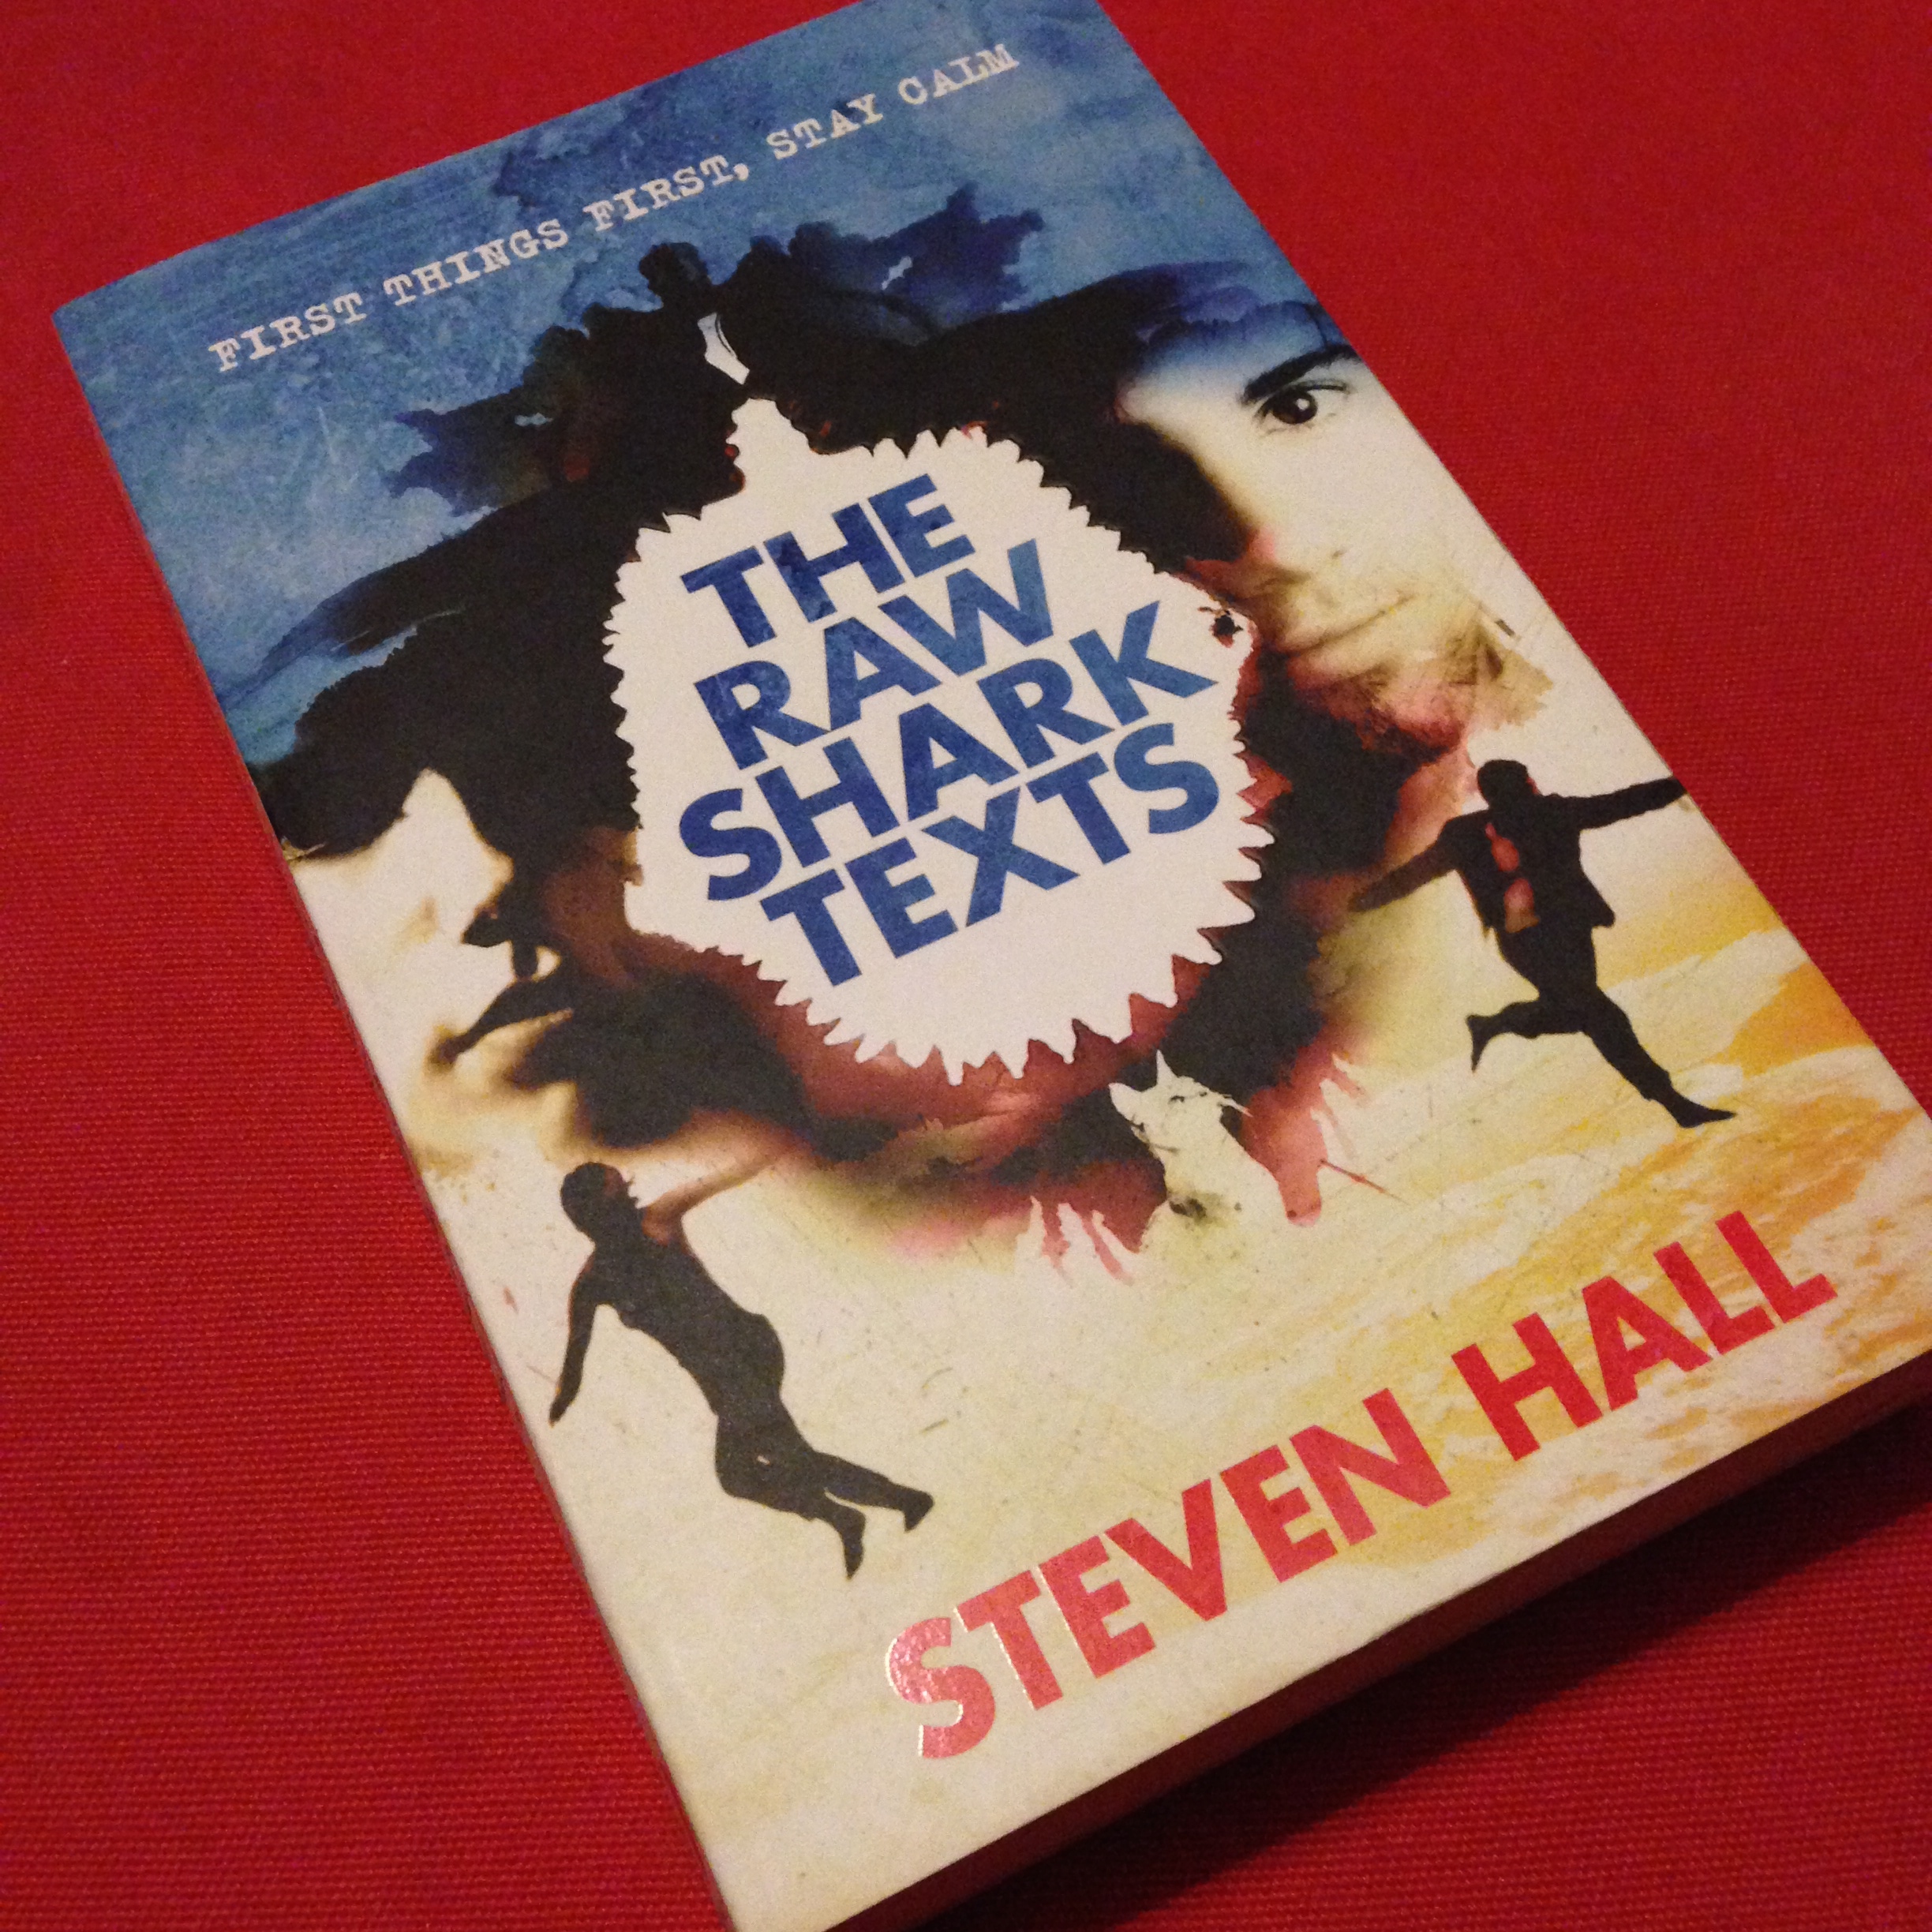 FIRST THINGS FIRST, STAY CALM
THE
RAW
SHARK
TEXTS
STEVEN HALL